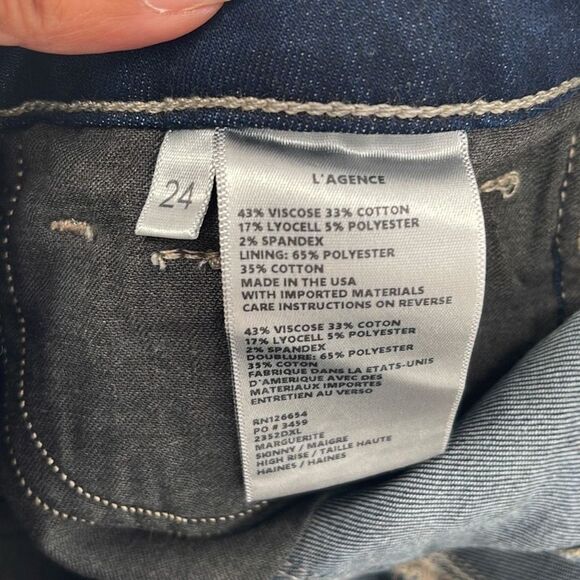 24
L'AGENCE
43% VISCOSE 33% COTTON
17% LYOCELL 5% POLYESTER
2% SPANDEX
LINING: 65% POLYESTER
35% COTTON
MADE IN THE USA
WITH IMPORTED MATERIALS
CARE INSTRUCTIONS ON REVERSE
43% VISCOSE 33% COTON
17% LYOCELL 5% POLYESTER
2% SPANDEX
DOUBLURE: 65% POLYESTER
35% COTON
FABRIQUE DANS LA ETATS-UNIS
D'AMERIQUE AVEC DES
MATERIAUX IMPORTES
ENTRETIEN AU VERSO
RN126654
PO # 3459
2352DXL
MARGUERITE
SKINNY / MAIGRE
HIGH RISE / TAILLE HAUTE
HAINES / HAINES